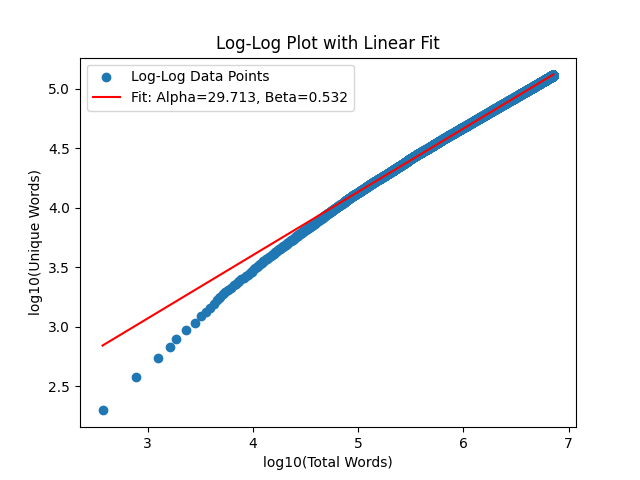 Log-Log Plot with Linear Fit
Log-Log Data Points
Fit: Alpha=29.713, Beta=0.532
log10(Unique Words)
5.0
4.5
4.0
3.5
3.0
2.5
3 4 5 6 7
log10(Total Words)